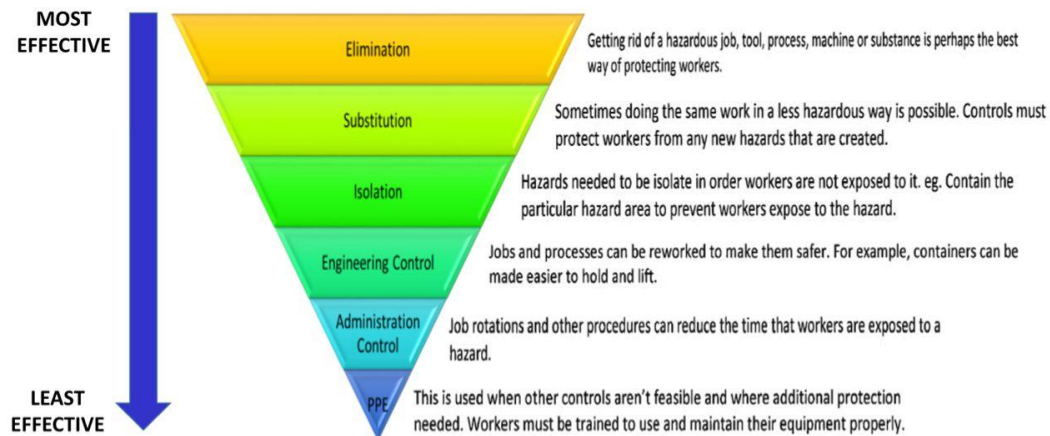 MOST
EFFECTIVE
Elimination
Getting rid of a hazardous job, tool, process, machine or substance is perhaps the best
way of protecting workers.
Substitution
Sometimes doing the same work in a less hazardous way is possible. Controls must
protect workers from any new hazards that are created.
Isolation
Hazards needed to be isolate in order workers are not exposed to it. eg. Contain the
particular hazard area to prevent workers expose to the hazard.
Engineering Control
Jobs and processes can be reworked to make them safer. For example, containers can be
made easier to hold and lift.
Administration
Control
Job rotations and other procedures can reduce the time that workers are exposed to a
hazard.
LEAST
EFFECTIVE
PPE
This is used when other controls aren't feasible and where additional protection
needed. Workers must be trained to use and maintain their equipment properly.